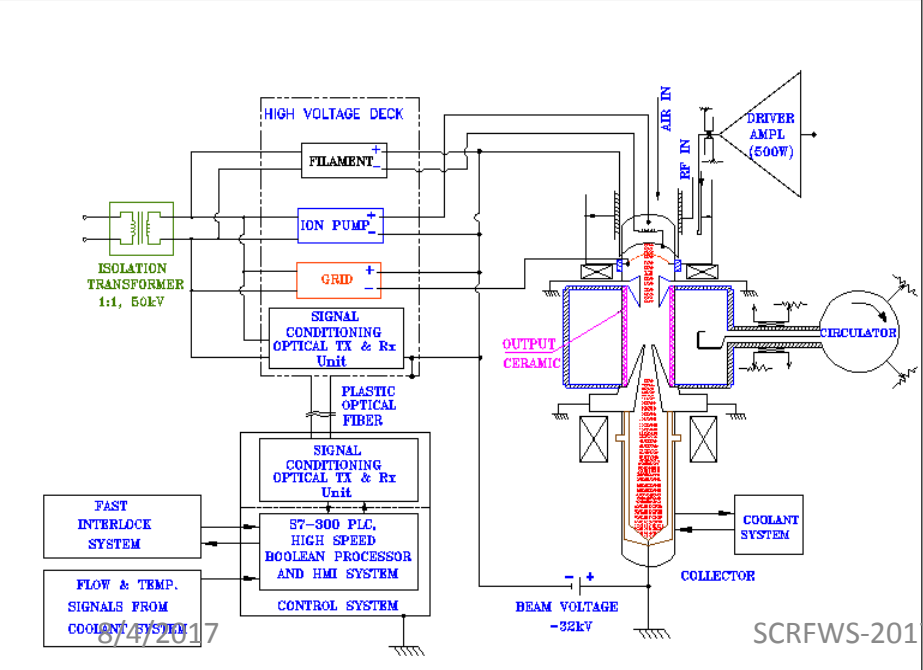 HIGH VOLTAGE DECK
AIR IN
DRIVER
AMPL
(500W)
RF IN
FILAMENT
+
-
ION PUMP
+
-
ISOLATION
TRANSFORMER
1:1, 50kV
GRID
+
-
SIGNAL
CONDITIONING
OPTICAL TX & Rx
Unit
OUTPUT
CERAMIC
CIRCULATOR
PLASTIC
OPTICAL
FIBER
SIGNAL
CONDITIONING
OPTICAL TX & Rx
Unit
FAST
INTERLOCK
SYSTEM
S7-300 PLC,
HIGH SPEED
BOOLEAN PROCESSOR
AND HMI SYSTEM
COOLANT
SYSTEM
FLOW & TEMP.
SIGNALS FROM
COOLANT SYSTEM
CONTROL SYSTEM
- +
BEAM VOLTAGE
-32kV
COLLECTOR
8/4/2017
SCRFWS-201